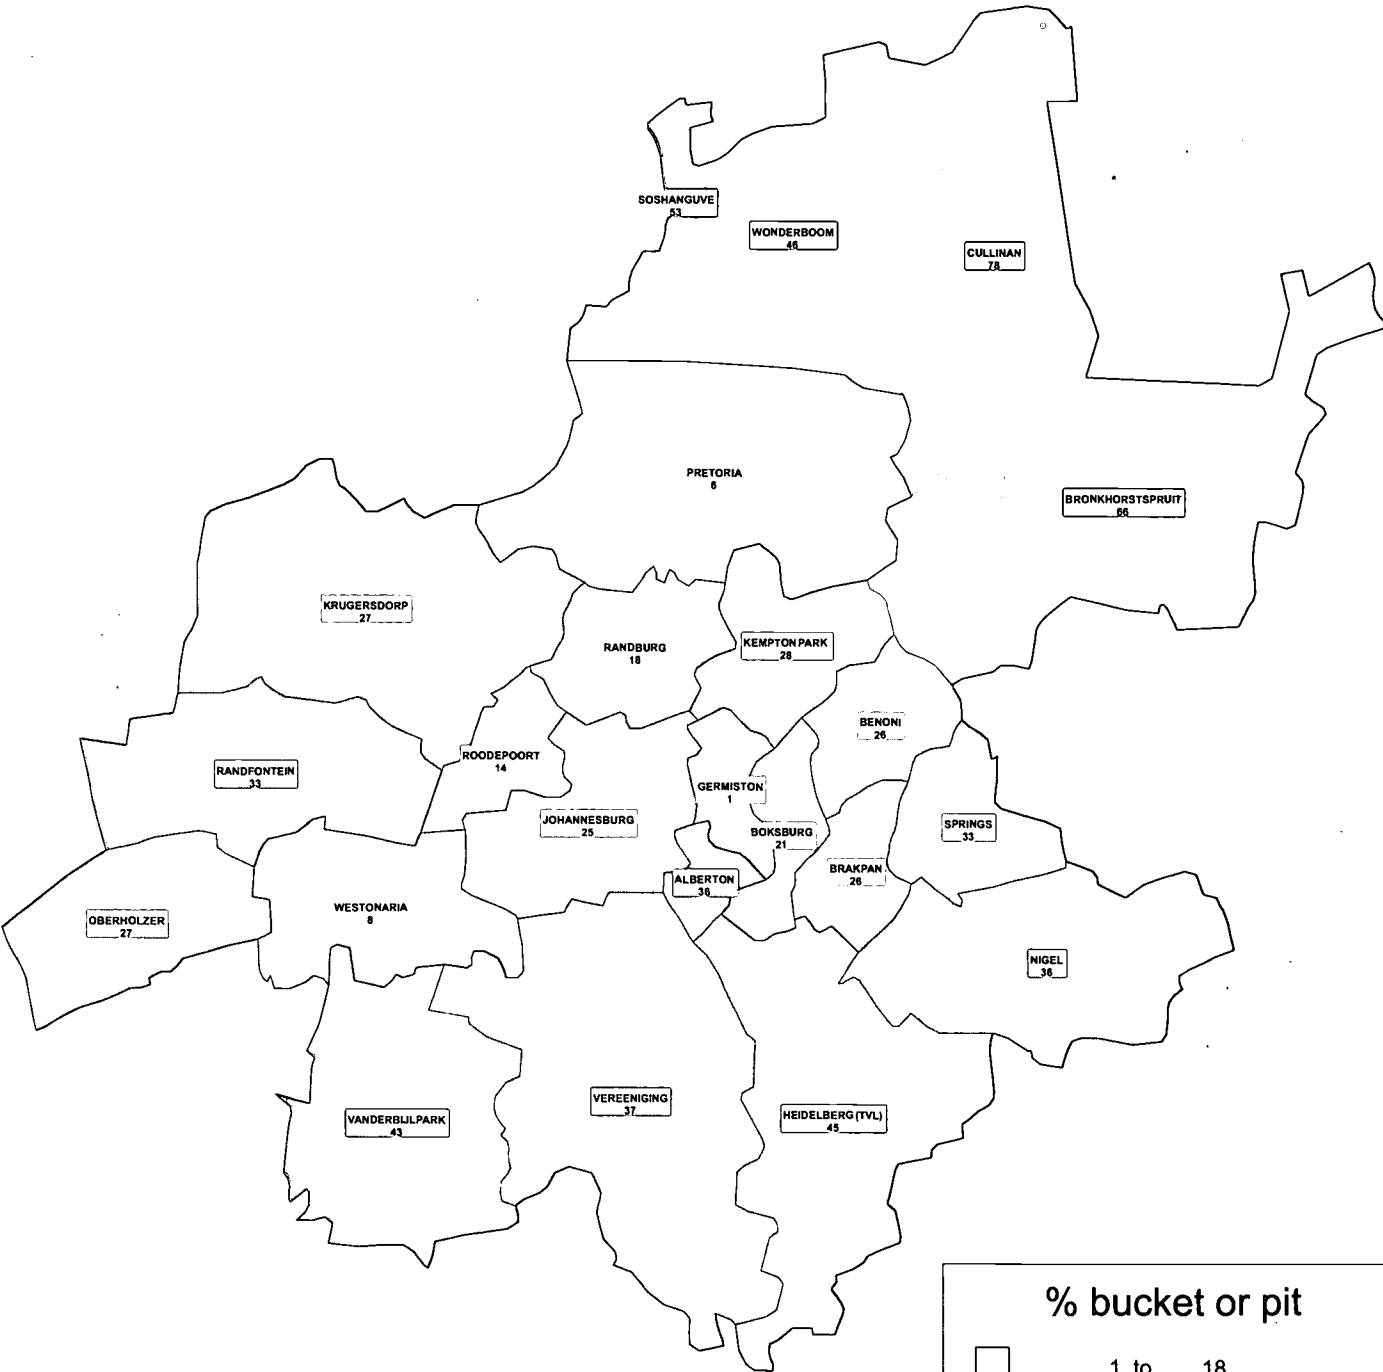 SOSHANGUVE
53
WONDERBOOM
46
CULLINAN
78
PRETORIA
6
BRONKHORSTSPRUIT
66
KRUGERSDORP
27
RANDBURG
18
KEMPTON PARK
28
BENONI
26
ROODEPOORT
14
RANDFONTEIN
33
GERMISTON
1
JOHANNESBURG
25
BOKSBURG
21
SPRINGS
33
BRAKPAN
26
ALBERTON
36
WESTONARIA
8
OBERHOLZER
27
NIGEL
36
VEREENIGING
37
VANDERBIJLPARK
43
HEIDELBERG (TVL)
45
% bucket or pit
1 to 18